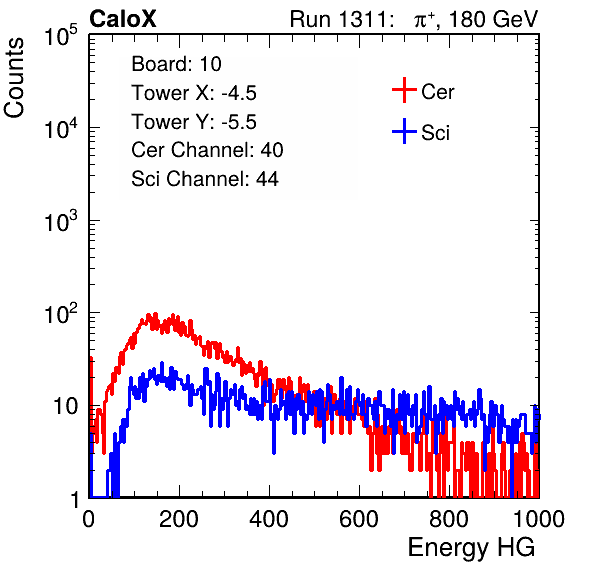 CaloX Run 1311: π⁺, 180 GeV
Counts
Board: 10
Tower X: -4.5
Tower Y: -5.5
Cer Channel: 40
Sci Channel: 44
Cer
Sci
10⁵
10⁴
10³
10²
10
1
0 200 400 600 800 1000
Energy HG